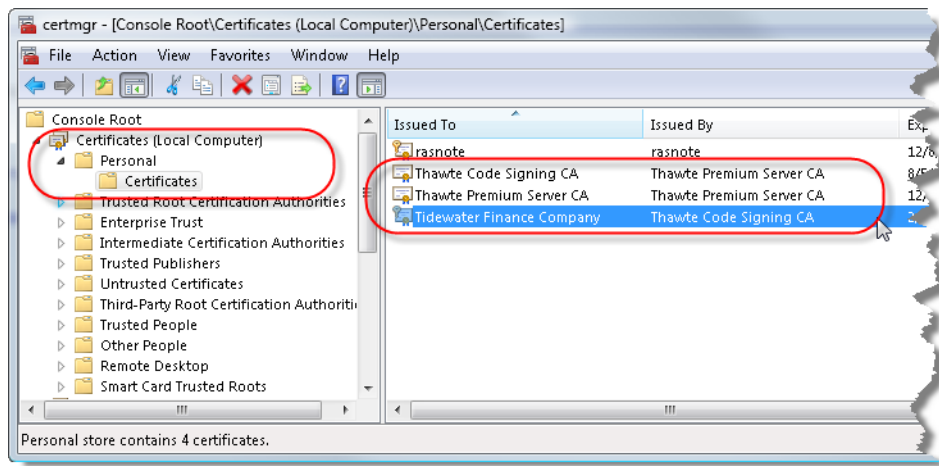 certmgr - [Console Root\Certificates (Local Computer)\Personal\Certificates]
File Action View Favorites Window Help
Console Root
Certificates (Local Computer)
Personal
Certificates
Trusted Root Certification Authorities
Enterprise Trust
Intermediate Certification Authorities
Trusted Publishers
Untrusted Certificates
Third-Party Root Certification Authoriti
Trusted People
Other People
Remote Desktop
Smart Card Trusted Roots
Issued To Issued By
rasnote rasnote 12/8,
Thawte Code Signing CA Thawte Premium Server CA
Thawte Premium Server CA Thawte Premium Server CA 12/
Tidewater Finance Company Thawte Code Signing CA
Personal store contains 4 certificates.